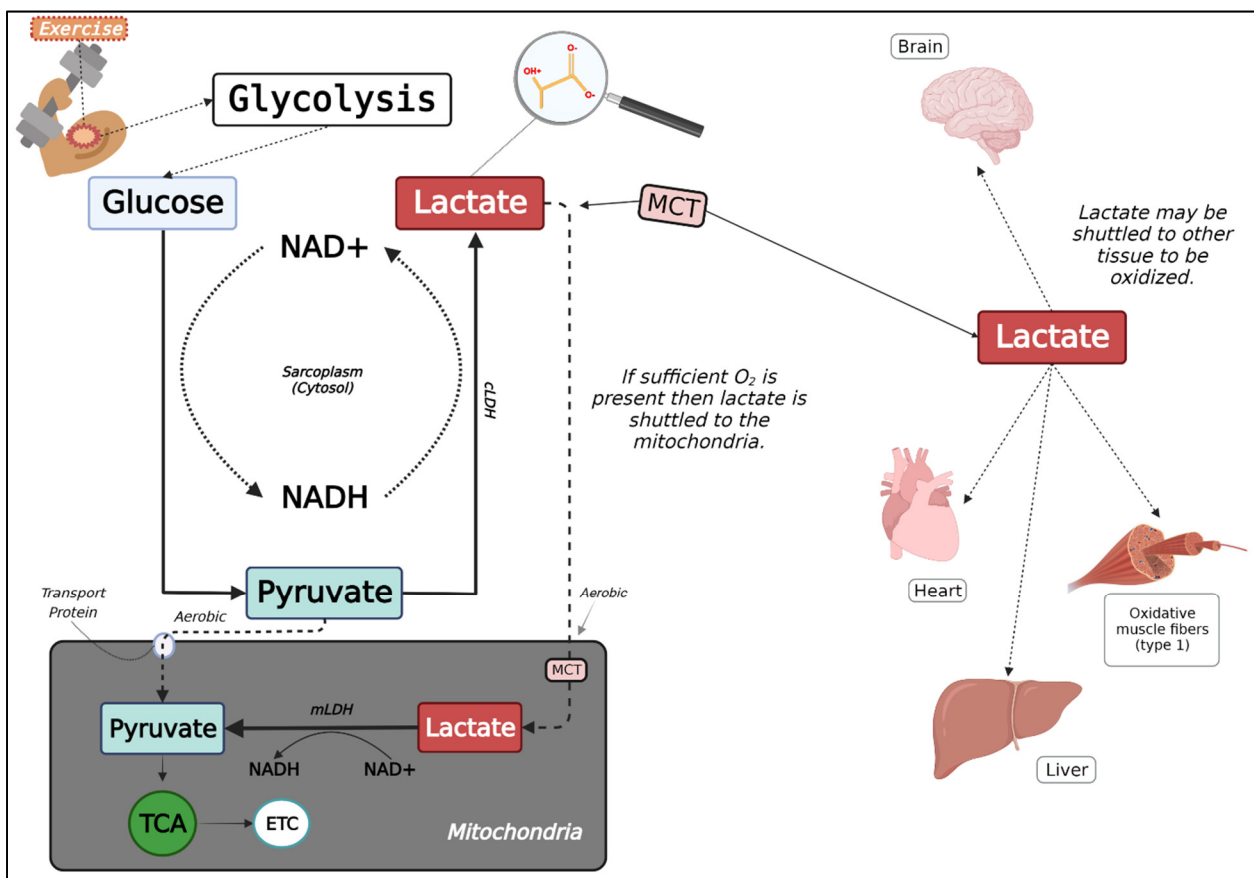 Exercise
Glycolysis
OH+
O-
O-
Glucose
Lactate
NAD+
Sarcoplasm
(Cytosol)
NADH
cLDH
MCT
If sufficient O₂ is
present then lactate is
shuttled to the
mitochondria.
Pyruvate
Transport
Protein
Aerobic
Aerobic
MCT
Pyruvate
mLDH
Lactate
NADH
NAD+
TCA
ETC
Mitochondria
Brain
Lactate may be
shuttled to other
tissue to be
oxidized.
Lactate
Heart
Oxidative
muscle fibers
(type 1)
Liver